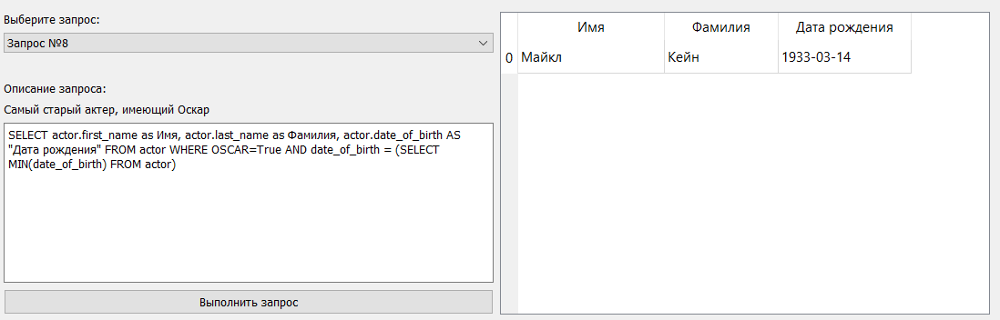 Выберите запрос:
Запрос №8
Описание запроса:
Самый старый актер, имеющий Оскар
SELECT actor.first_name as Имя, actor.last_name as Фамилия, actor.date_of_birth AS
"Дата рождения" FROM actor WHERE OSCAR=True AND date_of_birth = (SELECT
MIN(date_of_birth) FROM actor)
Выполнить запрос
Имя Фамилия Дата рождения
0 Майкл Кейн 1933-03-14